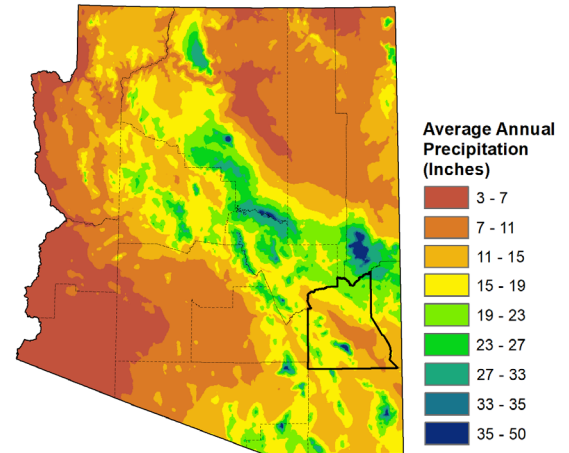 Average Annual
Precipitation
(Inches)
3 - 7
7 - 11
11 - 15
15 - 19
19 - 23
23 - 27
27 - 33
33 - 35
35 - 50